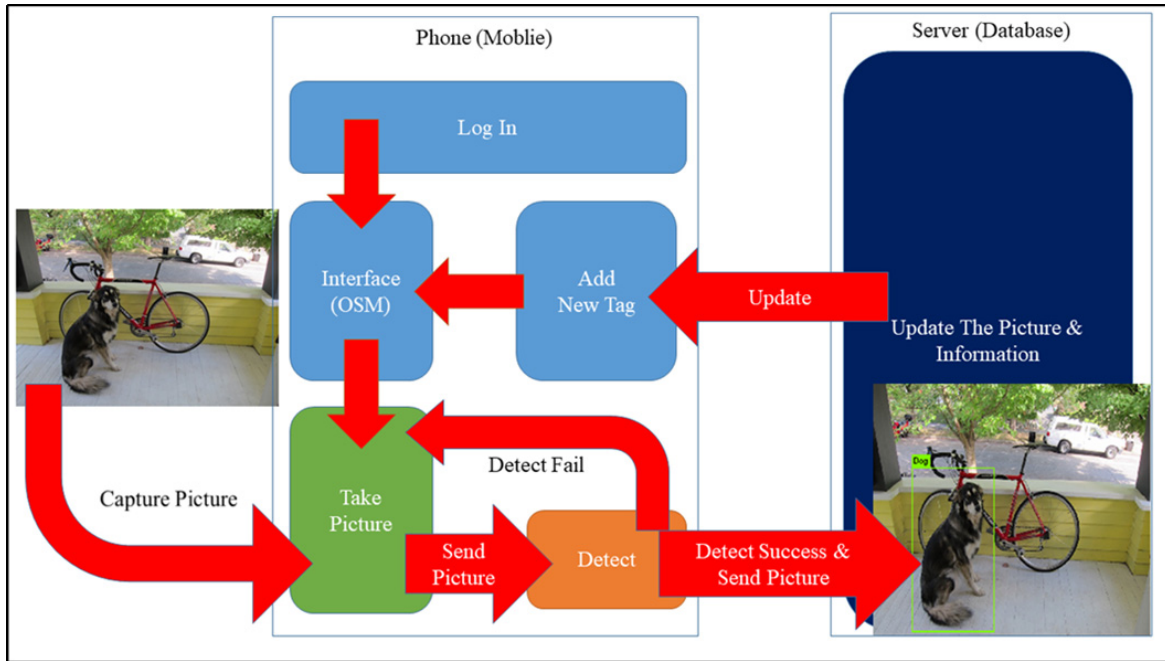 Phone (Moblie)
Server (Database)
Log In
Interface
(OSM)
Add
New Tag
Update
Update The Picture &
Information
Detect Fail
Capture Picture
Take
Picture
Send
Picture
Detect
Detect Success &
Send Picture
Dog